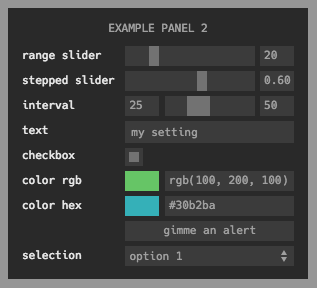 EXAMPLE PANEL 2
range slider 20
stepped slider 0.60
interval 25 50
text my setting
checkbox
color rgb rgb(100, 200, 100)
color hex #30b2ba
gimme an alert
selection option 1